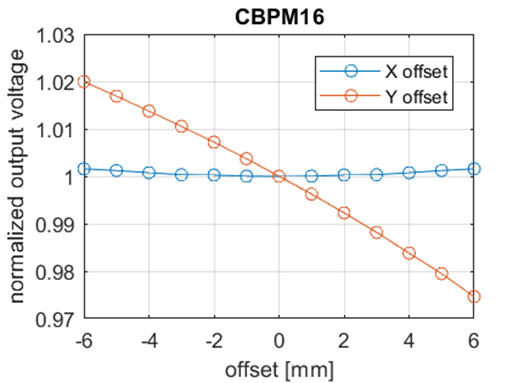 CBPM16
1.03
1.02
1.01
1
0.99
0.98
0.97
normalized output voltage
X offset
Y offset
-6 -4 -2 0 2 4 6
offset [mm]